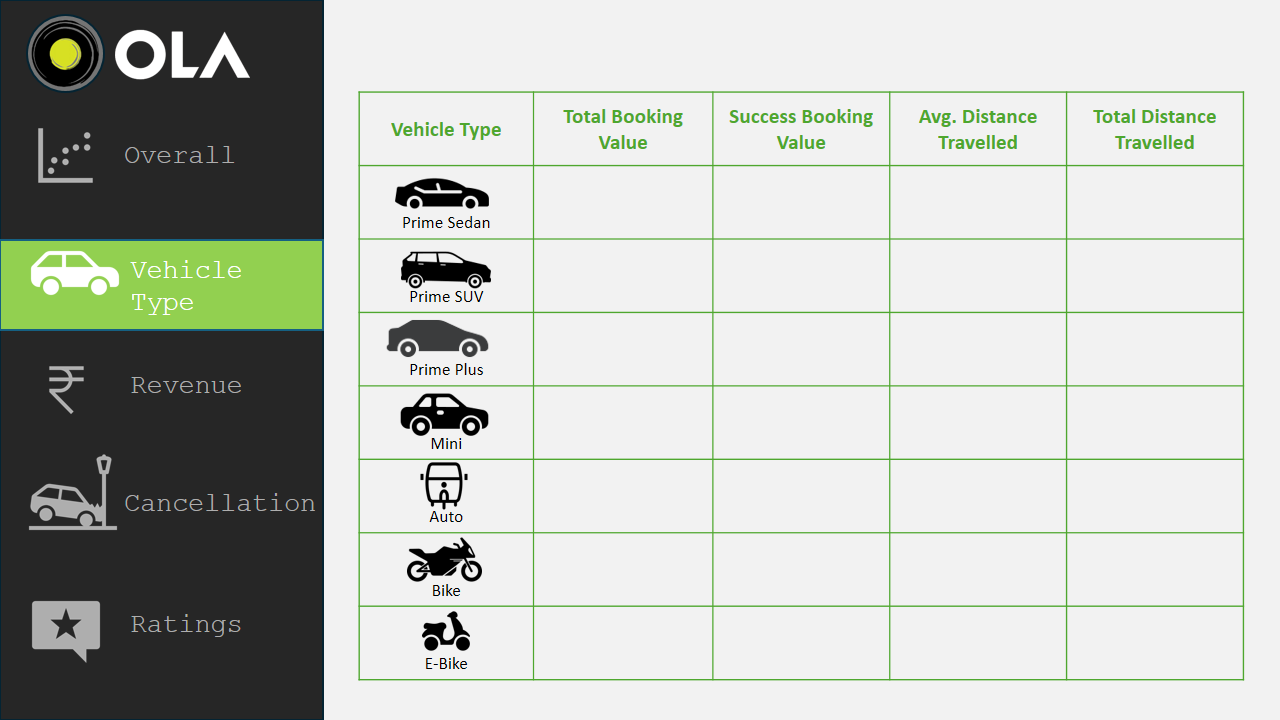 OLA
Overall
Vehicle
Type
Revenue
Cancellation
Ratings
Vehicle Type
Total Booking
Value
Success Booking
Value
Avg. Distance
Travelled
Total Distance
Travelled
Prime Sedan
Prime SUV
Prime Plus
Mini
Auto
Bike
E-Bike